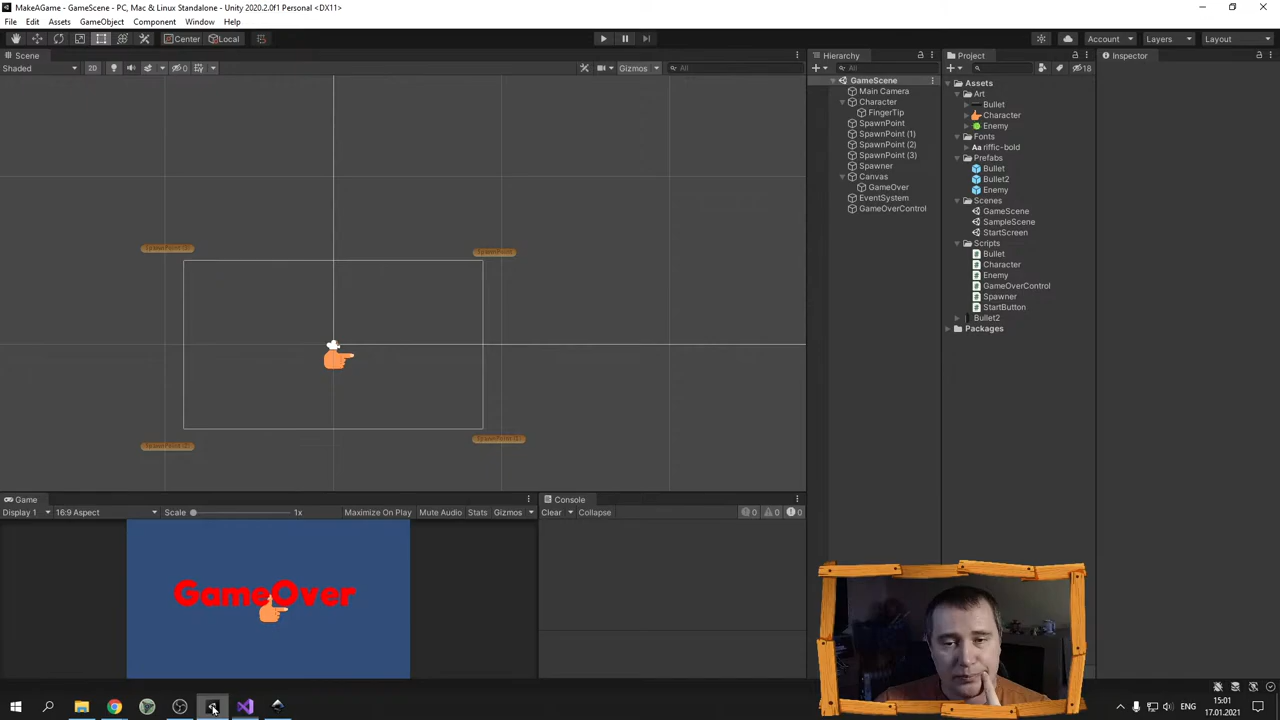 MakeAGame - GameScene - PC, Mac & Linux Standalone - Unity 2020.2.0f1 Personal <DX11>
File Edit Assets GameObject Component Window Help
Center Local Account Layers Layout
Scene
Shaded 2D 0 Gizmos All
SpawnPoint
Game
Display 1 16:9 Aspect Scale 1x Maximize On Play Mute Audio Stats Gizmos
GameOver
Console
Clear Collapse 0 0 0
Hierarchy
All
GameScene
Main Camera
Character
FingerTip
SpawnPoint
SpawnPoint (1)
SpawnPoint (2)
SpawnPoint (3)
Spawner
Canvas
GameOver
EventSystem
GameOverControl
Project
18
Assets
Art
Bullet
Character
Enemy
Fonts
Aa riffic-bold
Prefabs
Bullet
Bullet2
Enemy
Scenes
GameScene
SampleScene
StartScreen
Scripts
Bullet
Character
Enemy
GameOverControl
Spawner
StartButton
Bullet2
Packages
Inspector
15:01
17.01.2021